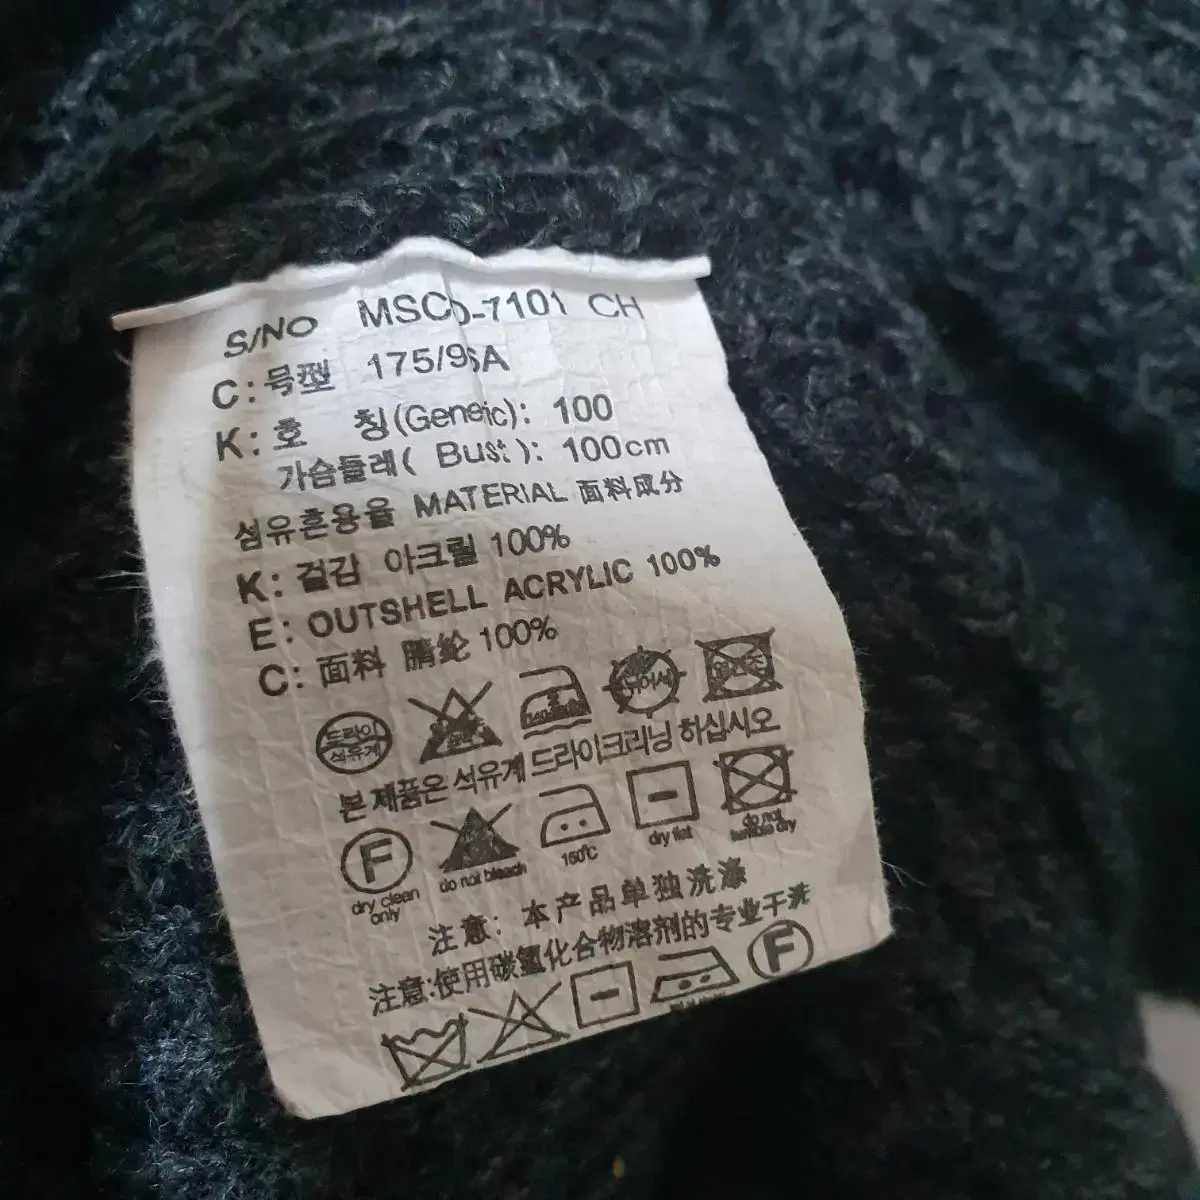 S/NO MSCD-7101 CH
C: 号型 175/96A
K: 호 칭(Generic): 100
가슴둘레( Bust ): 100cm
섬유혼용율 MATERIAL 面料成分
K: 겉감 아크릴 100%
E: OUTSHELL ACRYLIC 100%
C: 面料 腈纶 100%
드라이
석유계
본 제품은 석유계 드라이크리닝 하십시오
F
dry clean only
do not bleach
150℃
dry flat
do not tumble dry
注意: 本产品单独洗涤
注意:使用碳氢化合物溶剂的专业干洗
F